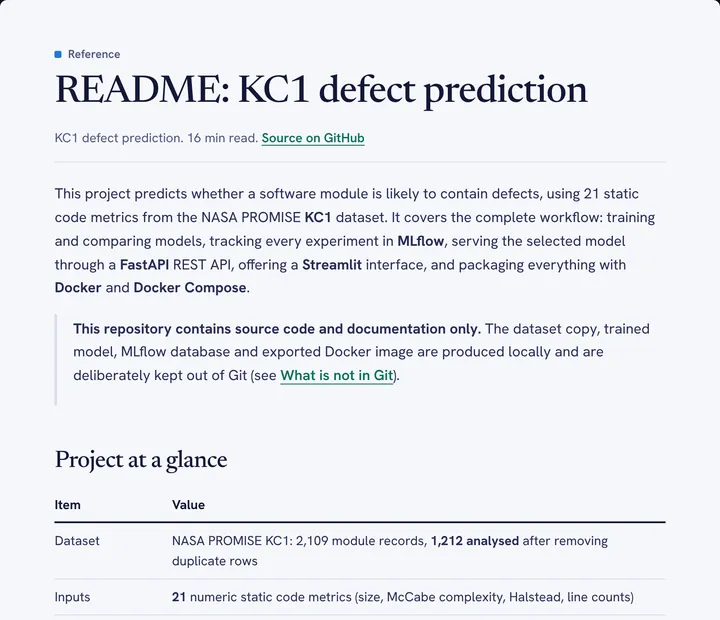 Reference
README: KC1 defect prediction
KC1 defect prediction. 16 min read. Source on GitHub
This project predicts whether a software module is likely to contain defects, using 21 static
code metrics from the NASA PROMISE KC1 dataset. It covers the complete workflow: training
and comparing models, tracking every experiment in MLflow, serving the selected model
through a FastAPI REST API, offering a Streamlit interface, and packaging everything with
Docker and Docker Compose.
This repository contains source code and documentation only. The dataset copy, trained
model, MLflow database and exported Docker image are produced locally and are
deliberately kept out of Git (see What is not in Git).
Project at a glance
Item Value
Dataset NASA PROMISE KC1: 2,109 module records, 1,212 analysed after removing
duplicate rows
Inputs 21 numeric static code metrics (size, McCabe complexity, Halstead, line counts)